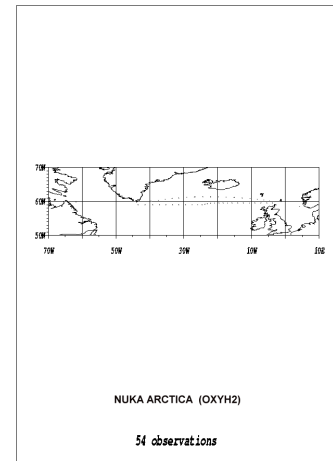 70N
60N
50N
70W 50W 30W 10W 10E
NUKA ARCTICA (OXYH2)
54 observations